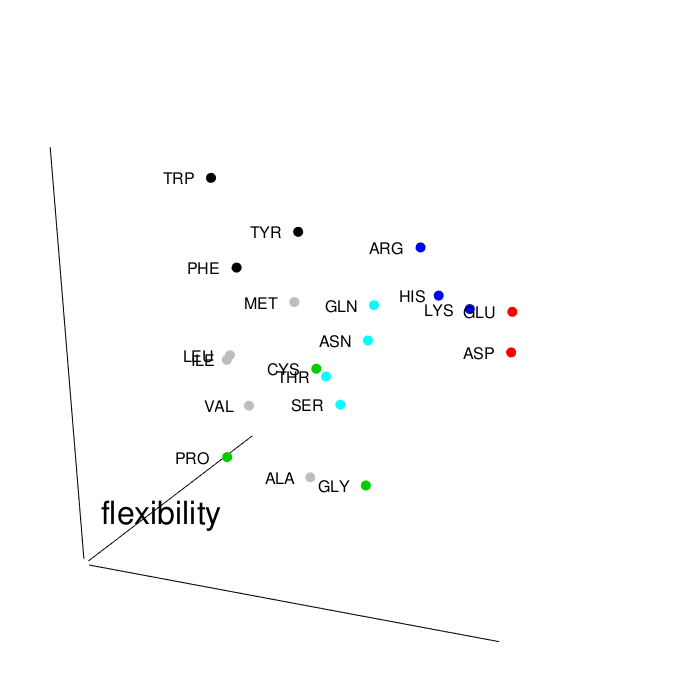 TRP
TYR
ARG
PHE
HIS
MET
GLN
LYS
GLU
ASN
ASP
LEU
ILE
CYS
THR
VAL
SER
PRO
ALA
GLY
flexibility